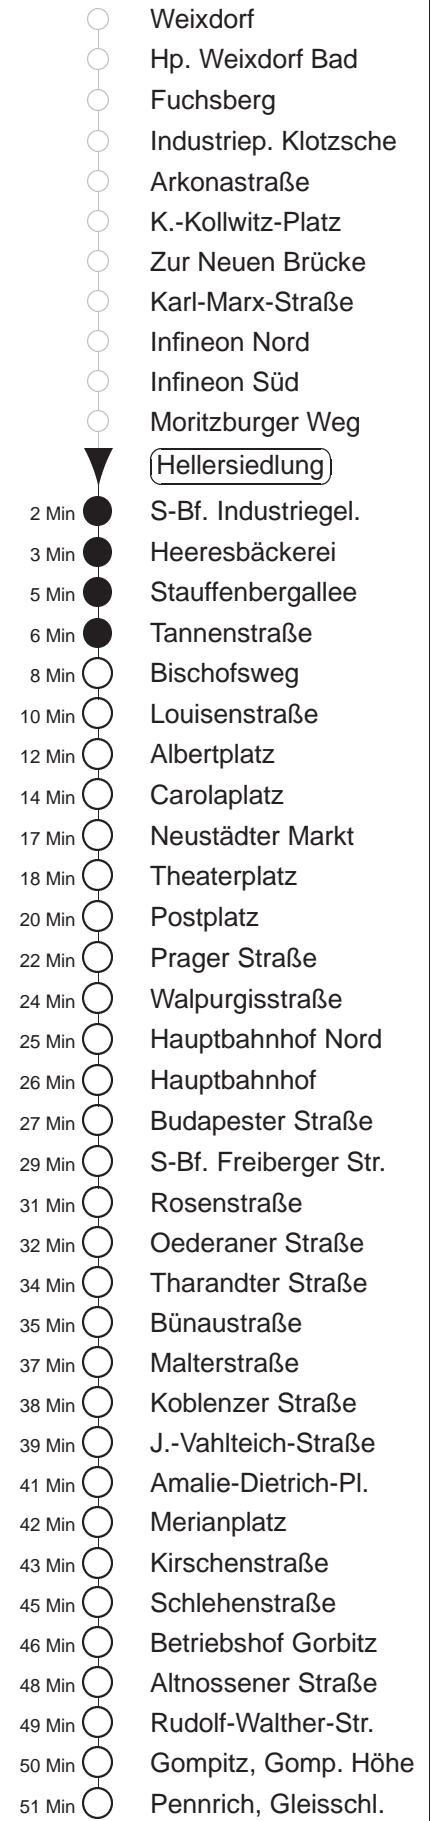 Weixdorf
Hp. Weixdorf Bad
Fuchsberg
Industriep. Klotzsche
Arkonastraße
K.-Kollwitz-Platz
Zur Neuen Brücke
Karl-Marx-Straße
Infineon Nord
Infineon Süd
Moritzburger Weg
Hellersiedlung
2 Min S-Bf. Industriegel.
3 Min Heeresbäckerei
5 Min Stauffenbergallee
6 Min Tannenstraße
8 Min Bischofsweg
10 Min Louisenstraße
12 Min Albertplatz
14 Min Carolaplatz
17 Min Neustädter Markt
18 Min Theaterplatz
20 Min Postplatz
22 Min Prager Straße
24 Min Walpurgisstraße
25 Min Hauptbahnhof Nord
26 Min Hauptbahnhof
27 Min Budapester Straße
29 Min S-Bf. Freiberger Str.
31 Min Rosenstraße
32 Min Oederaner Straße
34 Min Tharandter Straße
35 Min Bünaustraße
37 Min Malterstraße
38 Min Koblenzer Straße
39 Min J.-Vahlteich-Straße
41 Min Amalie-Dietrich-Pl.
42 Min Merianplatz
43 Min Kirschenstraße
45 Min Schlehenstraße
46 Min Betriebshof Gorbitz
48 Min Altnossener Straße
49 Min Rudolf-Walther-Str.
50 Min Gompitz, Gomp. Höhe
51 Min Pennrich, Gleisschl.